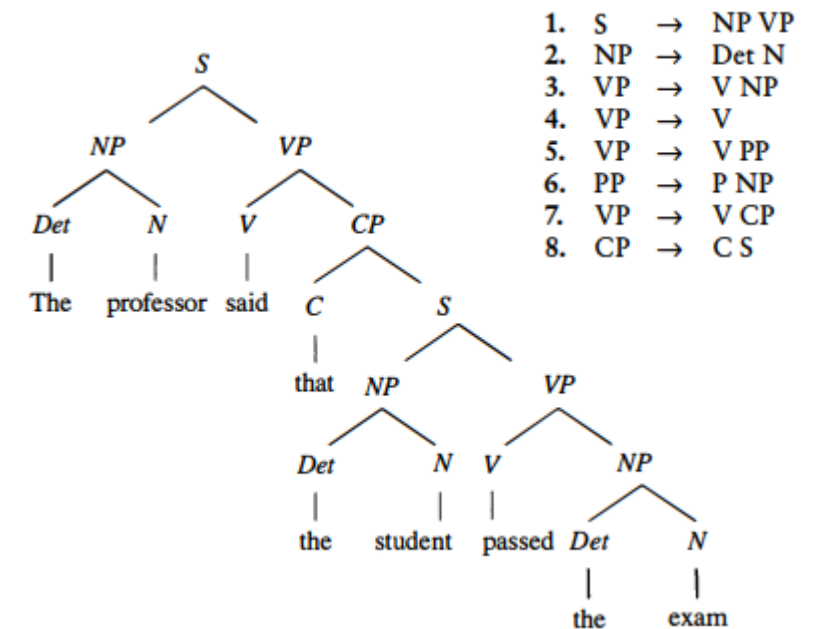 1. S → NP VP
2. NP → Det N
3. VP → V NP
4. VP → V
5. VP → V PP
6. PP → P NP
7. VP → V CP
8. CP → C S
S
NP VP
Det N V CP
The professor said C S
that NP VP
Det N V NP
the student passed Det N
the exam